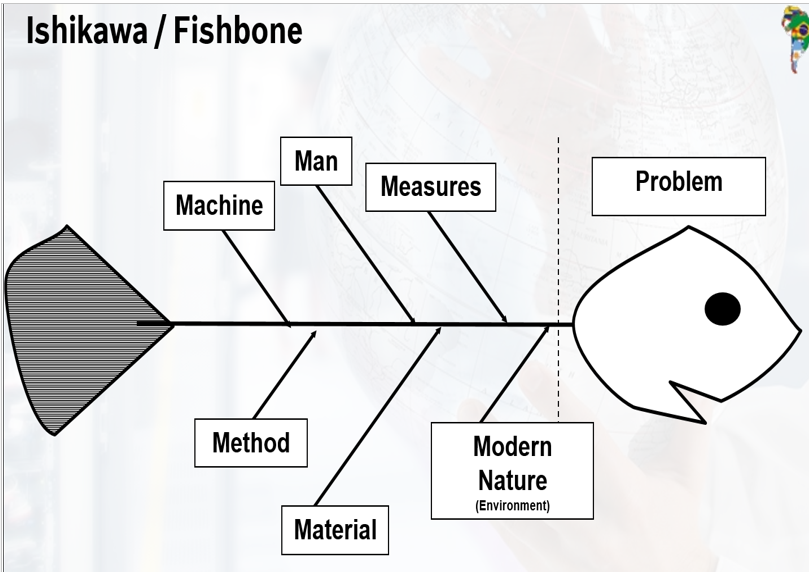 Ishikawa / Fishbone
Man
Measures
Problem
Machine
Method
Modern
Nature
(Environment)
Material